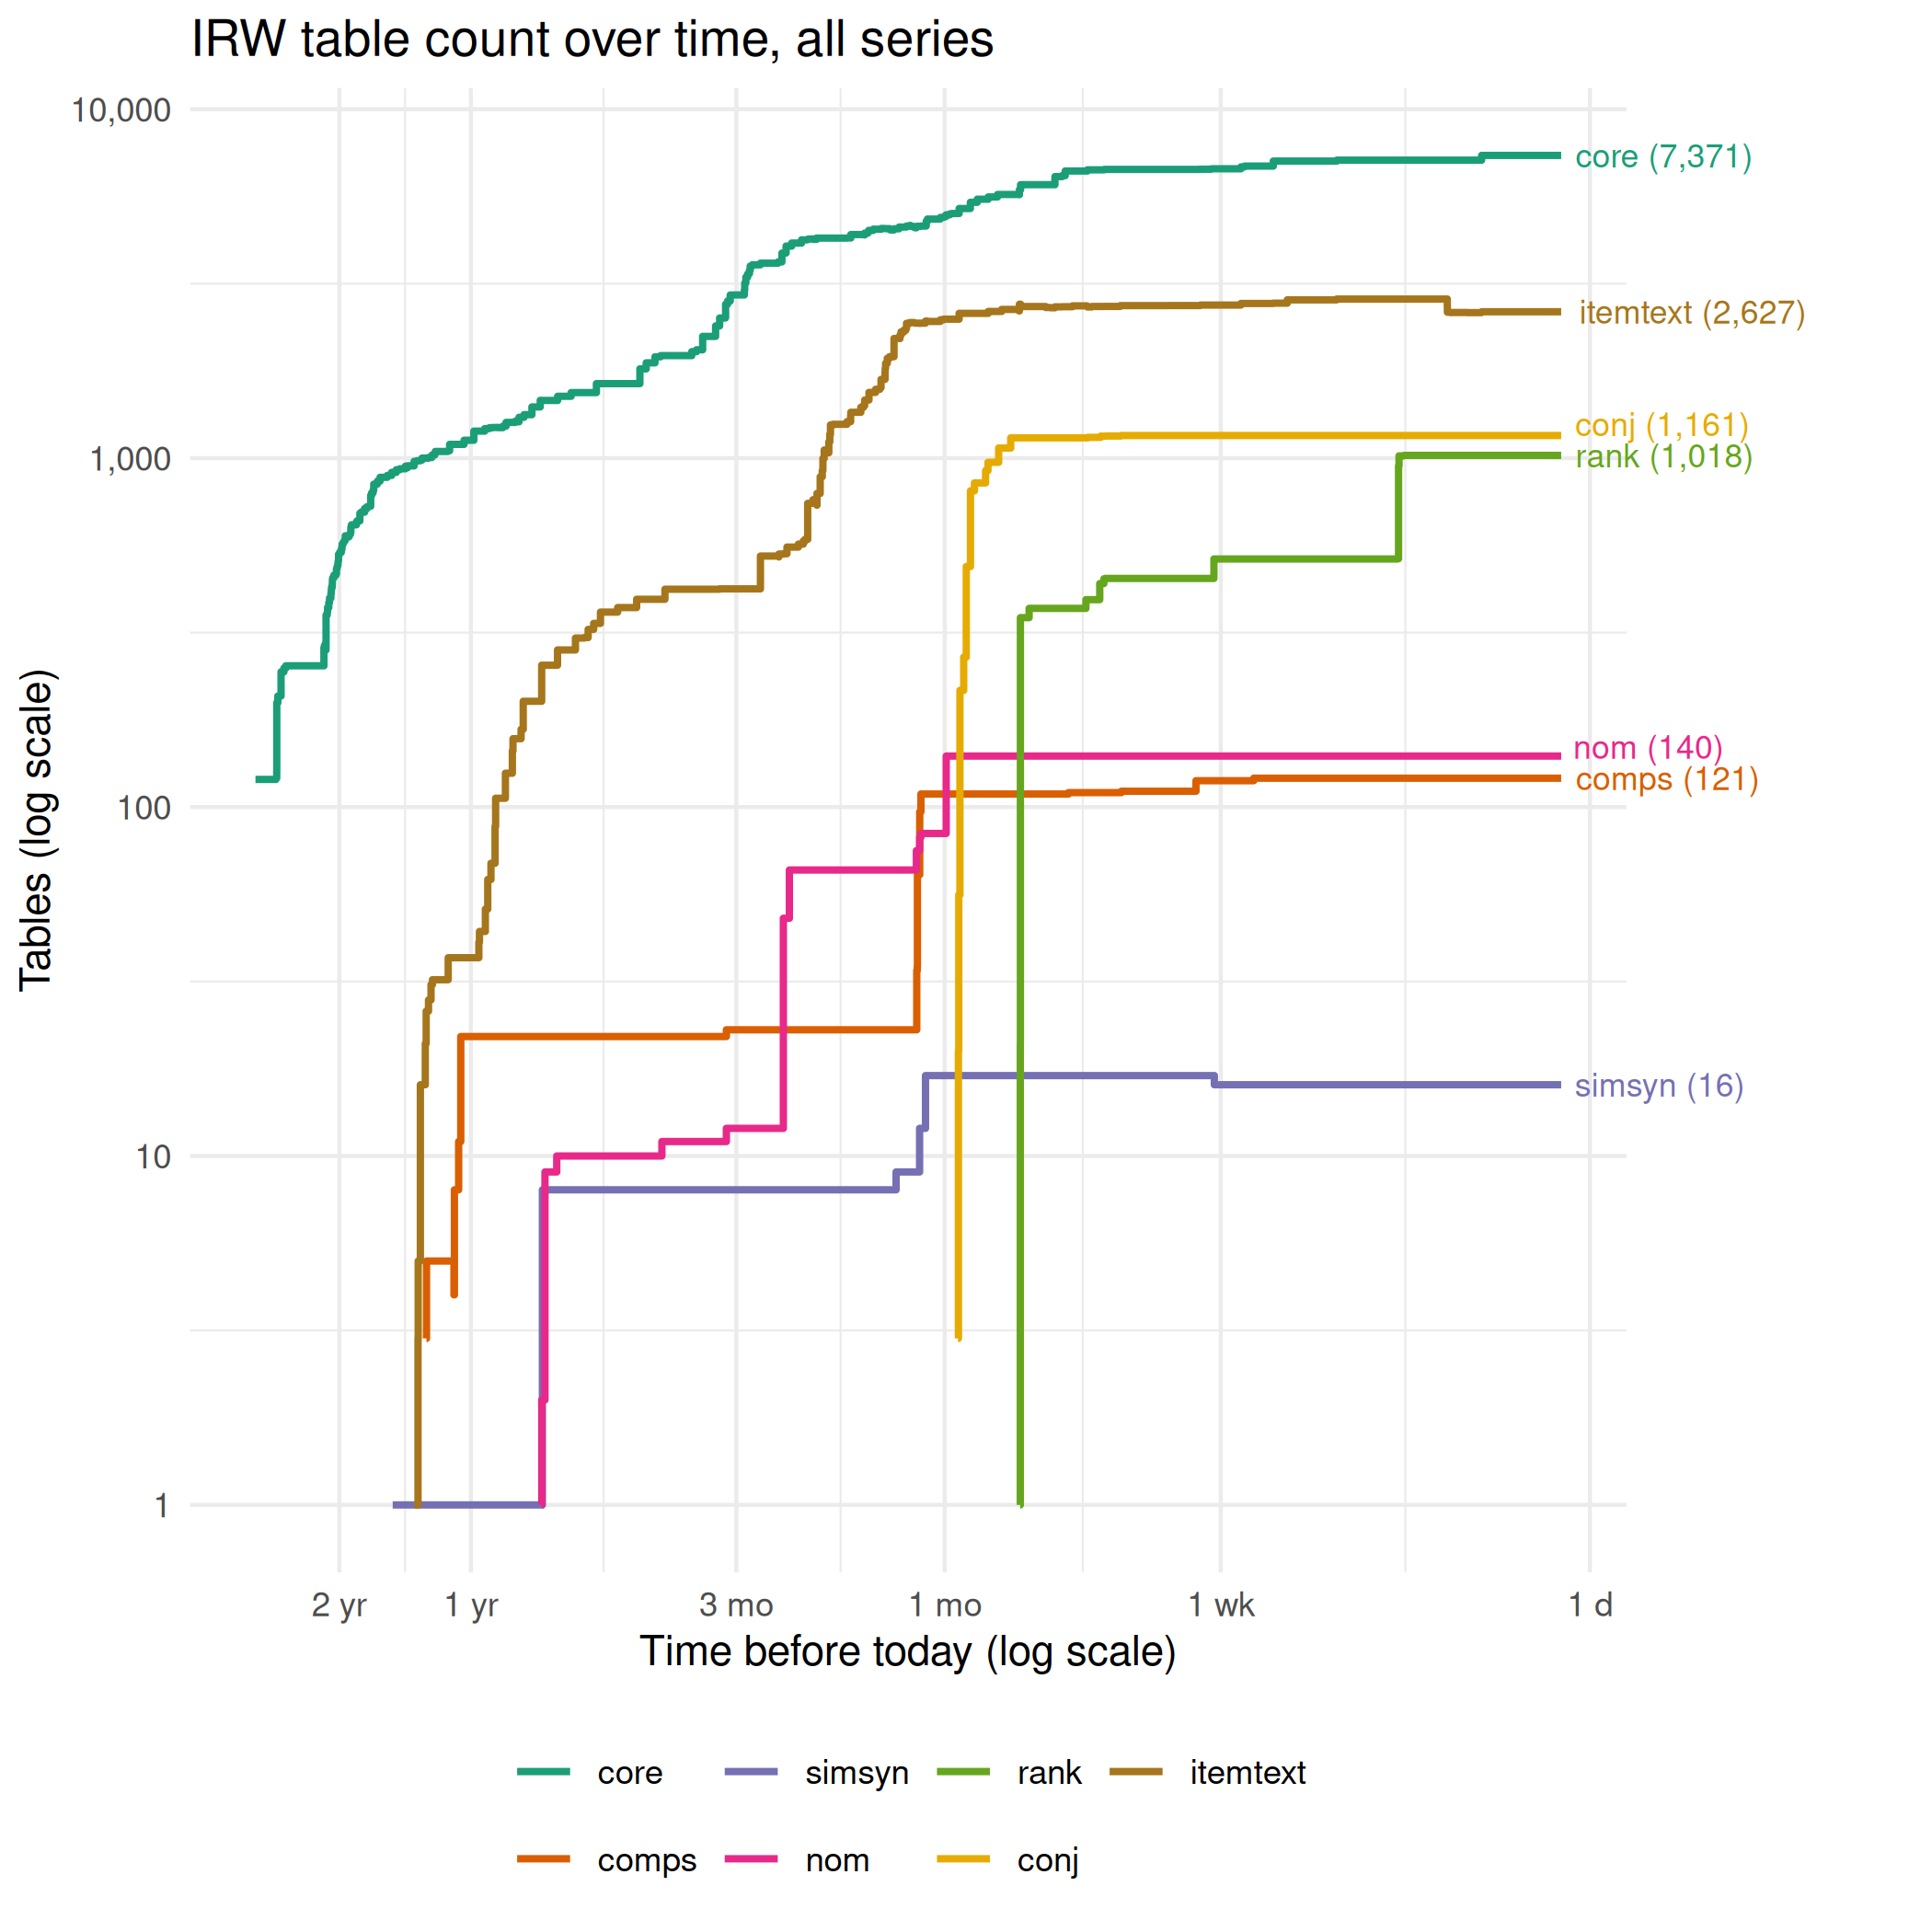 IRW table count over time, all series
10,000
1,000
100
10
1
Tables (log scale)
core (7,371)
itemtext (2,627)
conj (1,161)
rank (1,018)
nom (140)
comps (121)
simsyn (16)
2 yr 1 yr 3 mo 1 mo 1 wk 1 d
Time before today (log scale)
core simsyn rank itemtext
comps nom conj